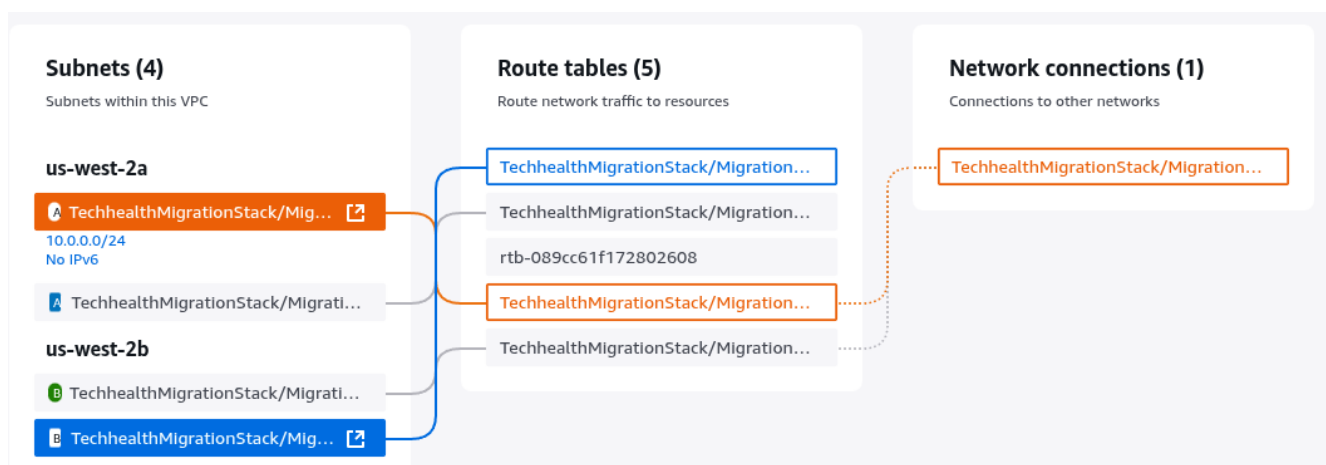 Subnets (4)
Subnets within this VPC
us-west-2a
A TechhealthMigrationStack/Mig...
10.0.0.0/24
No IPv6
A TechhealthMigrationStack/Migrati...
us-west-2b
B TechhealthMigrationStack/Migrati...
B TechhealthMigrationStack/Mig...
Route tables (5)
Route network traffic to resources
TechhealthMigrationStack/Migration...
TechhealthMigrationStack/Migration...
rtb-089cc61f172802608
TechhealthMigrationStack/Migration...
TechhealthMigrationStack/Migration...
Network connections (1)
Connections to other networks
TechhealthMigrationStack/Migration...